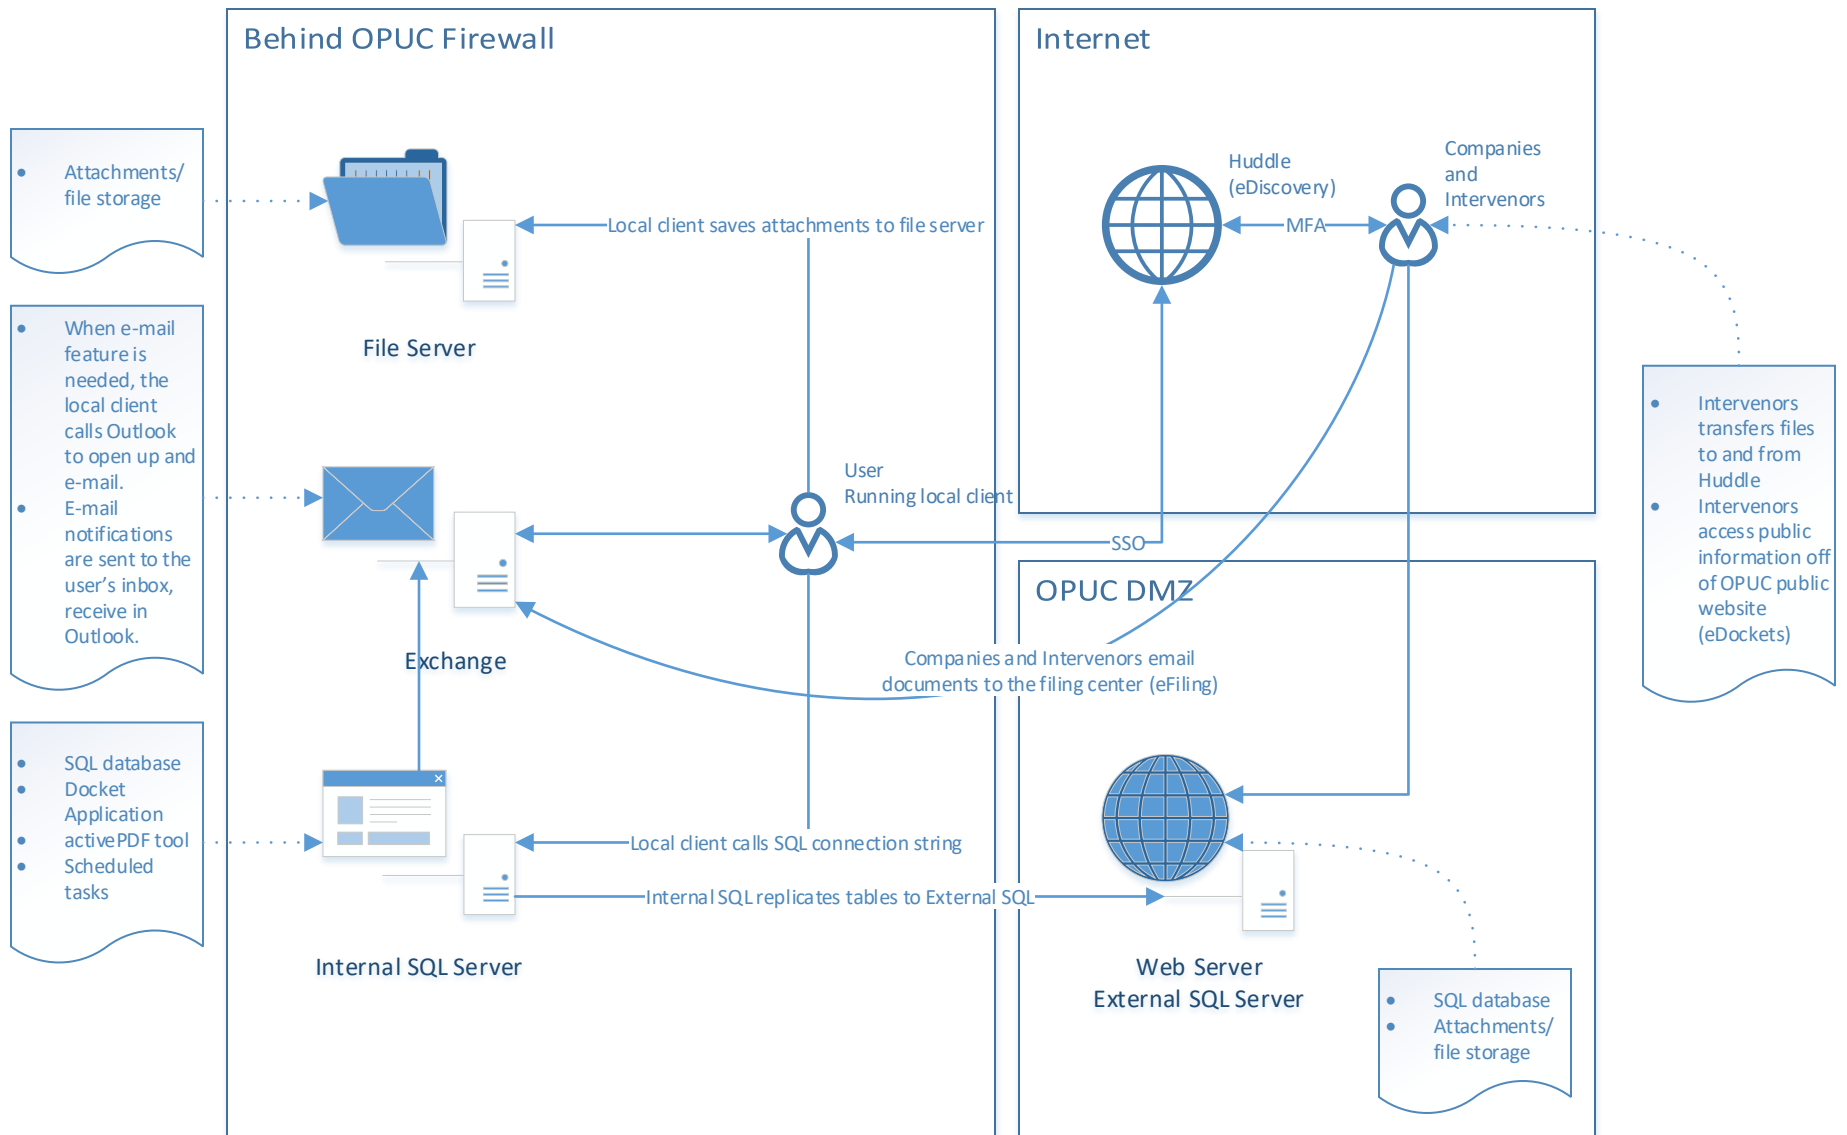 Behind OPUC Firewall
Internet
• Attachments/
file storage
Local client saves attachments to file server
File Server
Huddle
(eDiscovery)
MFA
Companies
and
Intervenors
• When e-mail
feature is
needed, the
local client
calls Outlook
to open up and
e-mail.
• E-mail
notifications
are sent to the
user's inbox,
receive in
Outlook.
User
Running local client
SSO
Exchange
• Intervenors
transfers files
to and from
Huddle
• Intervenors
access public
information off
of OPUC public
website
(eDockets)
OPUC DMZ
Companies and Intervenors email
documents to the filing center (eFiling)
• SQL database
• Docket
Application
• activePDF tool
• Scheduled
tasks
Local client calls SQL connection string
Internal SQL replicates tables to External SQL
Internal SQL Server
Web Server
External SQL Server
• SQL database
• Attachments/
file storage